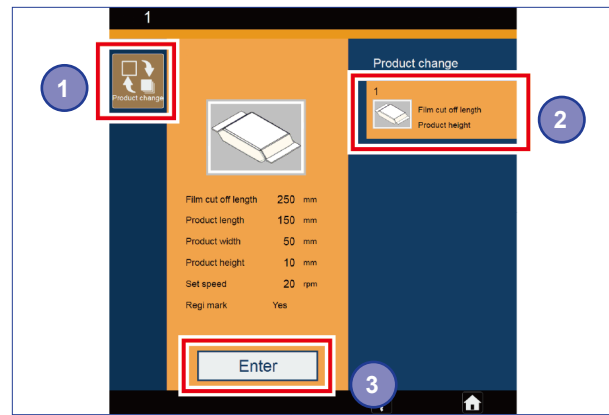 1
Product change
1
Product change
1
Film cut off length
Product height
2
Film cut off length 250 mm
Product length 150 mm
Product width 50 mm
Product height 10 mm
Set speed 20 rpm
Regi mark Yes
Enter
3